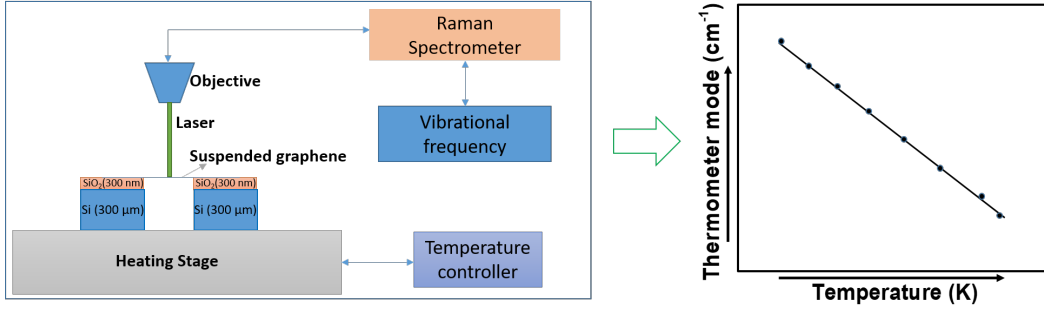 Raman
Spectrometer
Objective
Laser
Vibrational
frequency
Suspended graphene
SiO₂(300 nm)
SiO₂(300 nm)
Si (300 µm)
Si (300 µm)
Heating Stage
Temperature
controller
Thermometer mode (cm⁻¹)
Temperature (K)